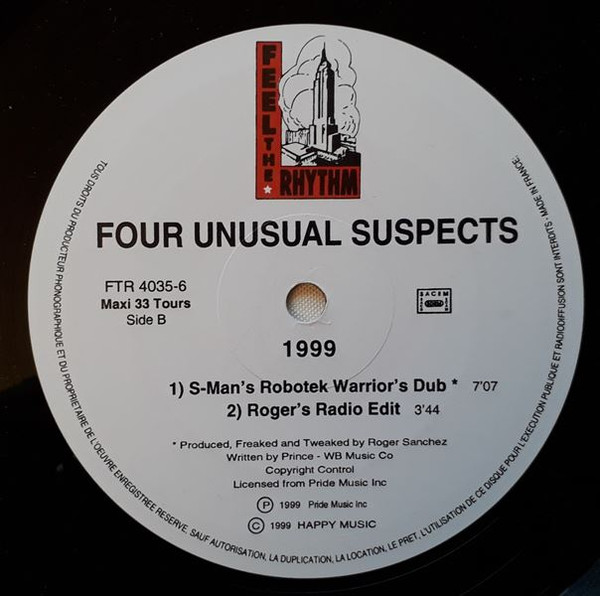 FEEL THE
RHYTHM
FOUR UNUSUAL SUSPECTS
FTR 4035-6
Maxi 33 Tours
Side B
SACEM
1999
1) S-Man's Robotek Warrior's Dub * 7'07
2) Roger's Radio Edit 3'44
* Produced, Freaked and Tweaked by Roger Sanchez
Written by Prince - WB Music Co
Copyright Control
Licensed from Pride Music Inc
Ⓟ 1999 Pride Music Inc
© 1999 HAPPY MUSIC
TOUS DROITS DU PRODUCTEUR PHONOGRAPHIQUE ET DU PROPRIETAIRE DE L'OEUVRE ENREGISTREE RESERVE. SAUF AUTORISATION, LA DUPLICATION, LA LOCATION, LE PRET, L'UTILISATION DE CE DISQUE POUR L'EXECUTION PUBLIQUE ET RADIODIFFUSION SONT INTERDITS - MADE IN FRANCE.